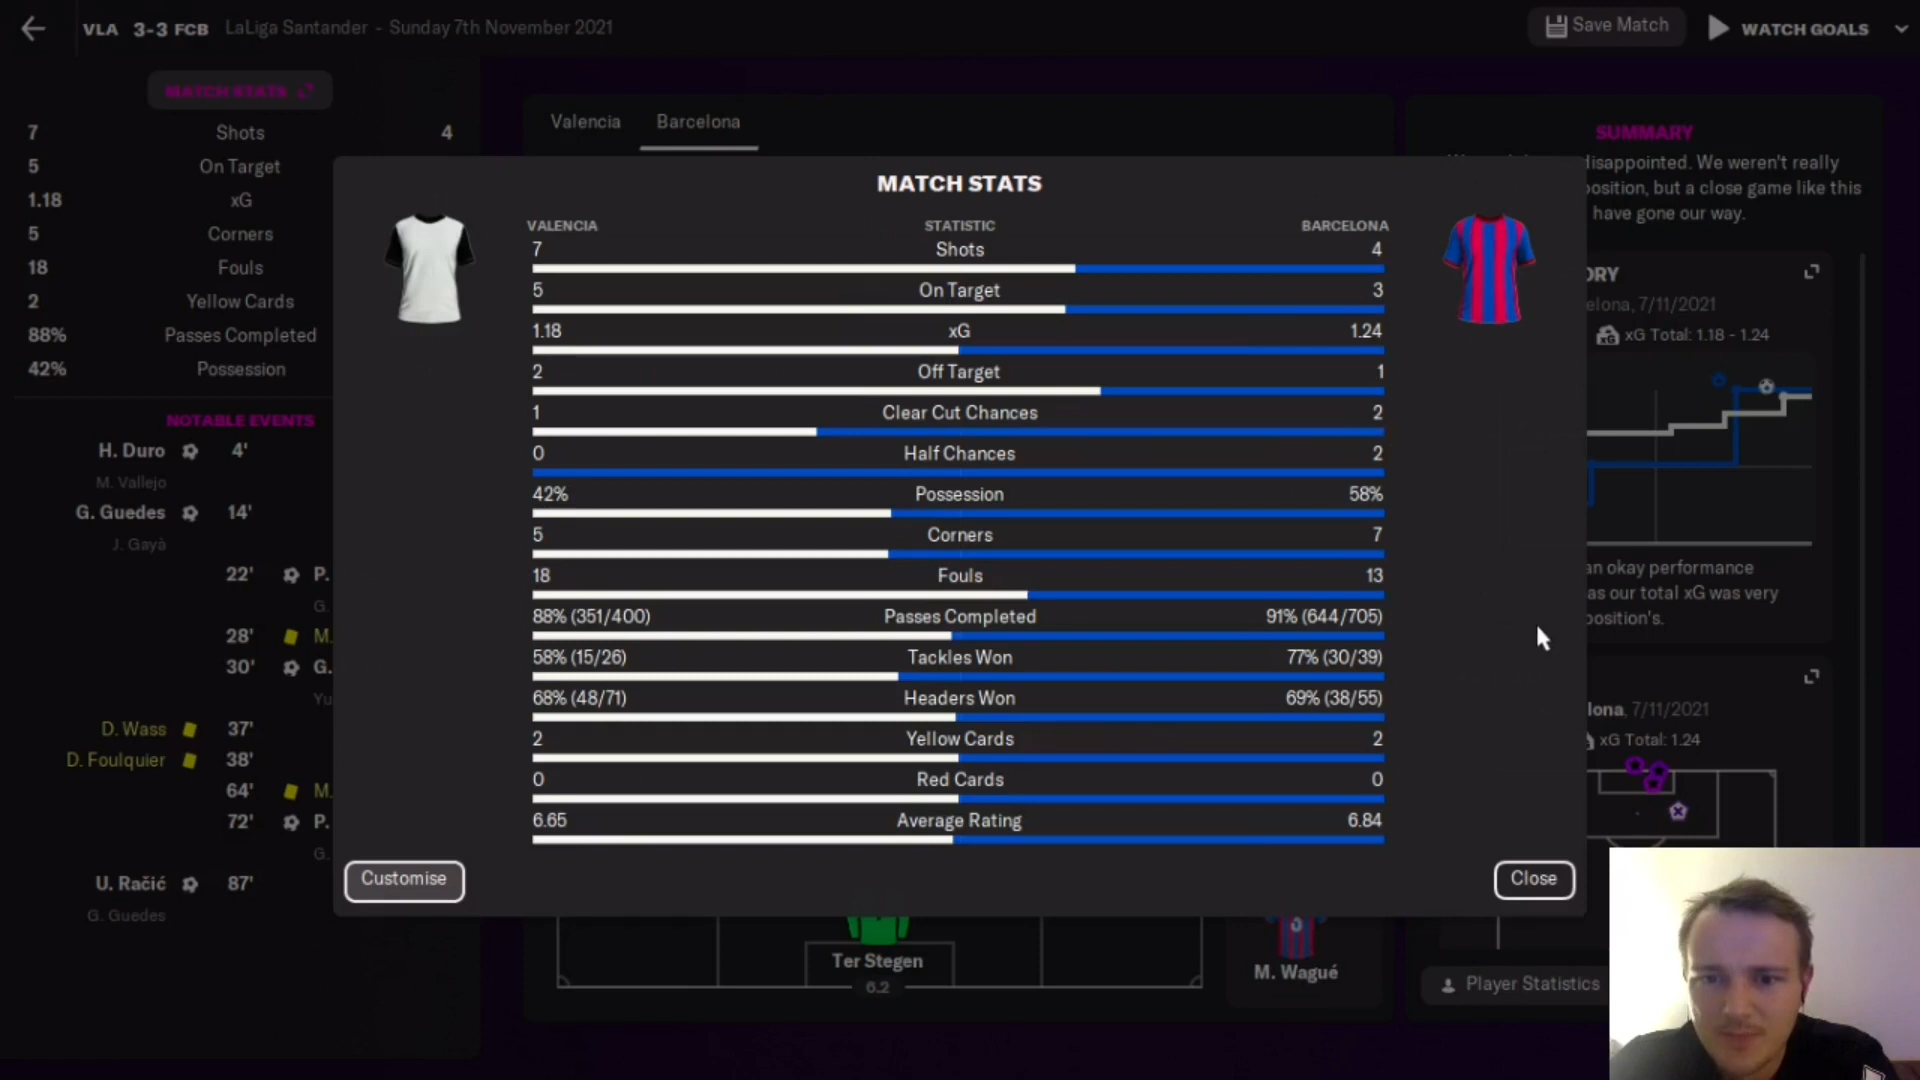 VLA 3-3 FCB LaLiga Santander - Sunday 7th November 2021
Save Match
WATCH GOALS
MATCH STATS
7 Shots 4
5 On Target
1.18 xG
5 Corners
18 Fouls
2 Yellow Cards
88% Passes Completed
42% Possession
NOTABLE EVENTS
H. Duro 4'
M. Vallejo
G. Guedes 14'
J. Gayà
22' P.
G.
28' M.
30' G.
Yu
D. Wass 37'
D. Foulquier 38'
64' M.
72' P.
G.
U. Račić 87'
G. Guedes
Valencia Barcelona
MATCH STATS
VALENCIA STATISTIC BARCELONA
7 Shots 4
5 On Target 3
1.18 xG 1.24
2 Off Target 1
1 Clear Cut Chances 2
0 Half Chances 2
42% Possession 58%
5 Corners 7
18 Fouls 13
88% (351/400) Passes Completed 91% (644/705)
58% (15/26) Tackles Won 77% (30/39)
68% (48/71) Headers Won 69% (38/55)
2 Yellow Cards 2
0 Red Cards 0
6.65 Average Rating 6.84
Customise
Close
Ter Stegen
6.2
3
M. Wagué
SUMMARY
disappointed. We weren't really
position, but a close game like this
have gone our way.
ORY
elona, 7/11/2021
xG Total: 1.18 - 1.24
an okay performance
as our total xG was very
position's.
lona, 7/11/2021
xG Total: 1.24
Player Statistics